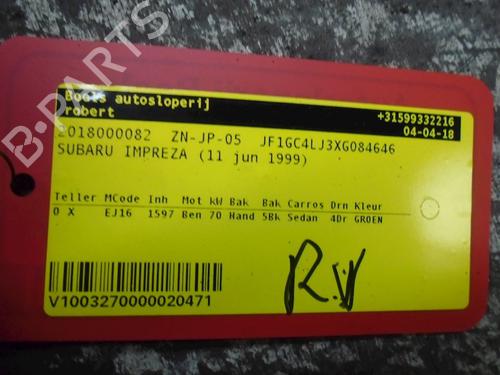 B-PARTS
Boots autosloperij
robert
+31599332216
04-04-18
2018000082 ZN-JP-05 JF1GC4LJ3XG084646
SUBARU IMPREZA (11 jun 1999)
Teller MCode Inh Mot kW Bak Bak Carros Drn Kleur
0 X EJ16 1597 Ben 70 Hand 5Bk Sedan 4Dr GROEN
V1003270000020471
R.V